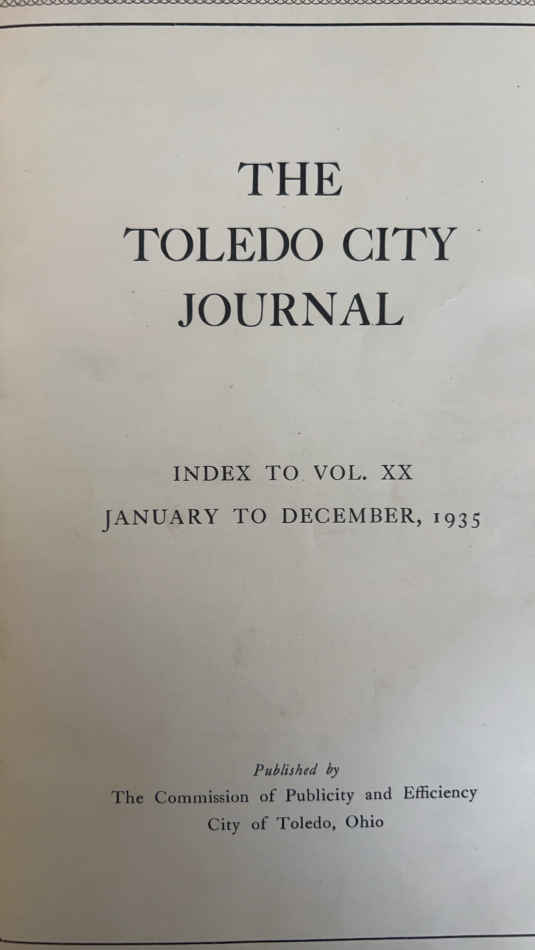 THE
TOLEDO CITY
JOURNAL
INDEX TO VOL. XX
JANUARY TO DECEMBER, 1935
Published by
The Commission of Publicity and Efficiency
City of Toledo, Ohio